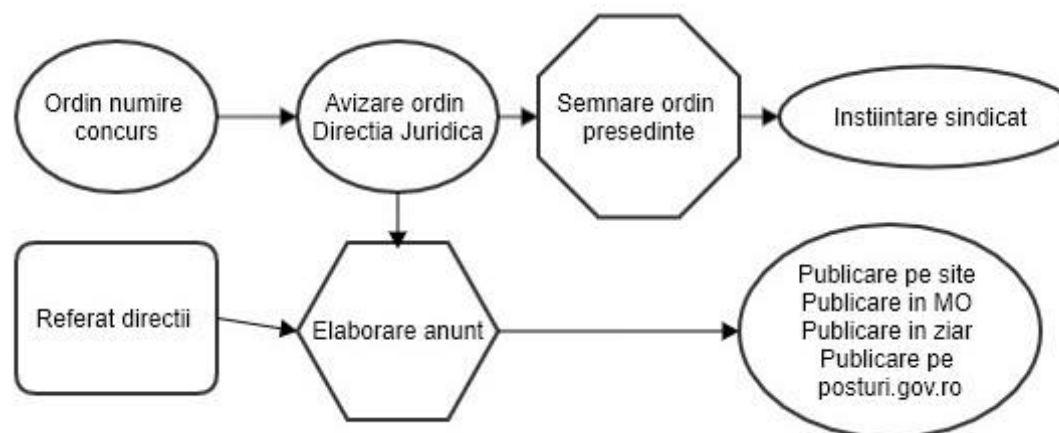 Ordin numire
concurs
Avizare ordin
Directia Juridica
Semnare ordin
presedinte
Instiintare sindicat
Referat directii
Elaborare anunt
Publicare pe site
Publicare in MO
Publicare in ziar
Publicare pe
posturi.gov.ro